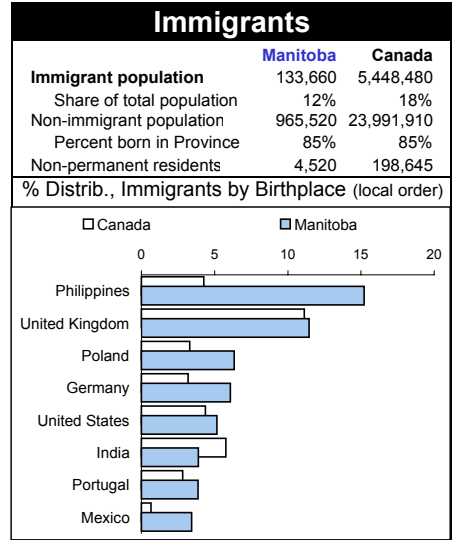 Immigrants
Manitoba Canada
Immigrant population 133,660 5,448,480
Share of total population 12% 18%
Non-immigrant population 965,520 23,991,910
Percent born in Province 85% 85%
Non-permanent residents 4,520 198,645
% Distrib., Immigrants by Birthplace (local order)
Canada Manitoba
0 5 10 15 20
Philippines
United Kingdom
Poland
Germany
United States
India
Portugal
Mexico